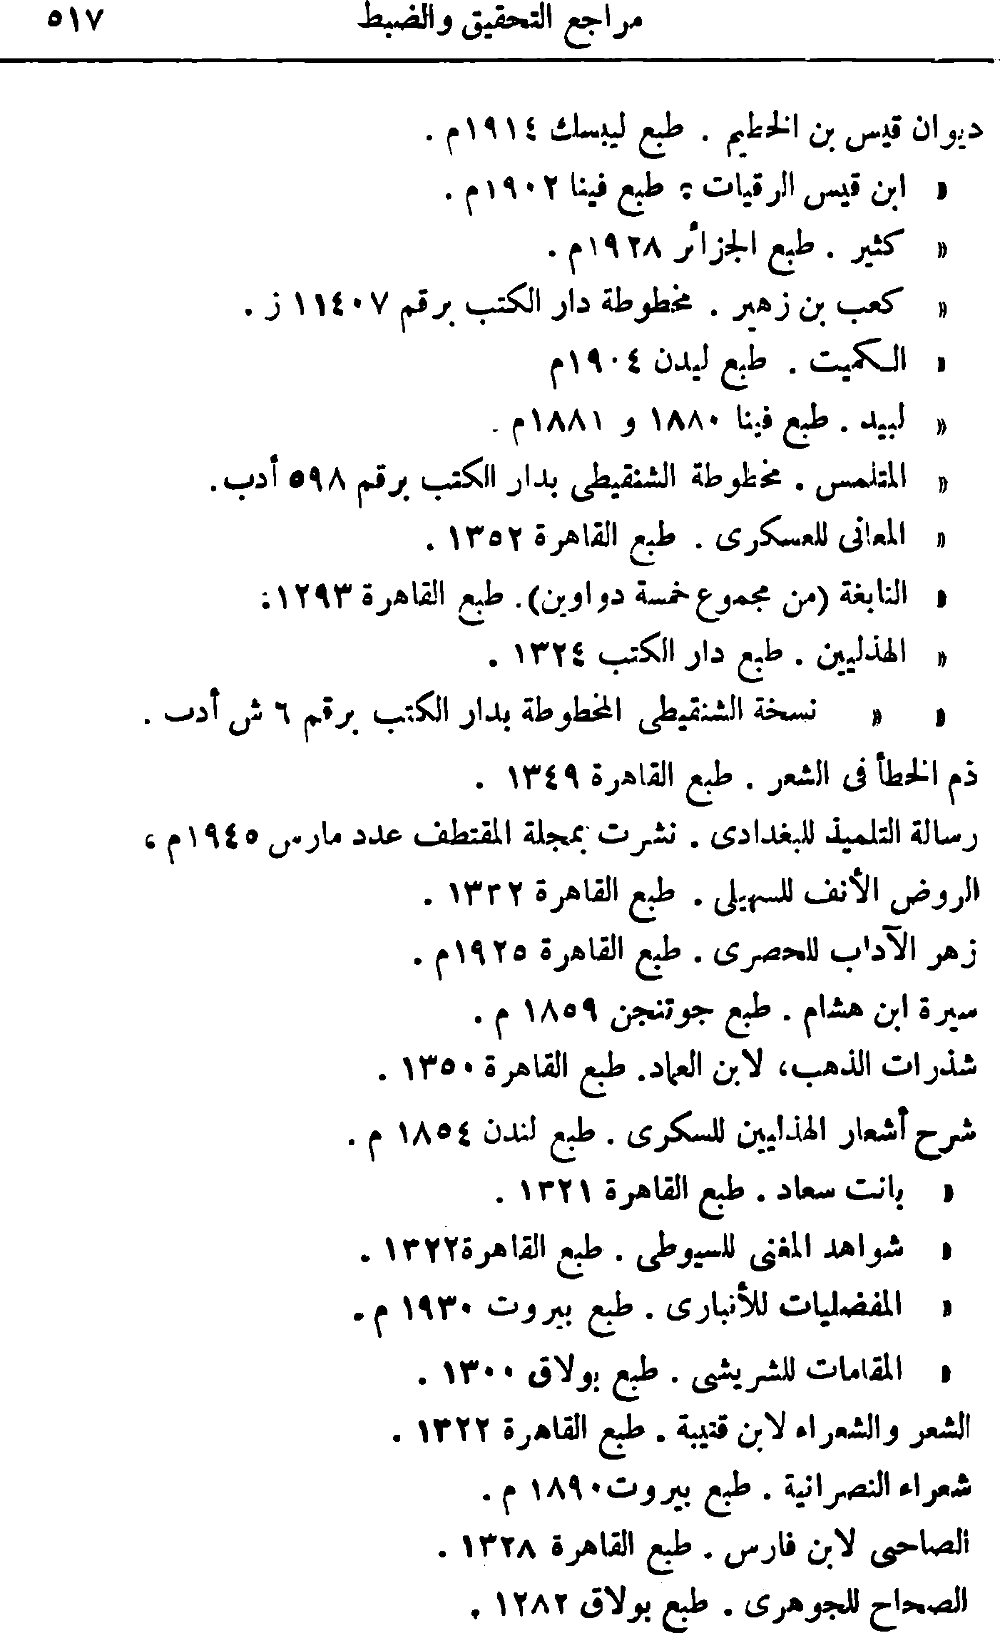 مراجع التحقيق والضبط ٥١٧
ديوان قيس بن الخطيم . طبع ليبسك ١٩١٤م .
» ابن قيس الرقيات . طبع فينا ١٩٠٢م .
» كثير . طبع الجزائر ١٩٢٨م .
» كعب بن زهير . مخطوطة دار الكتب برقم ١١٤٠٧ ز .
» الكميت . طبع ليدن ١٩٠٤م
» لبيد . طبع فينا ١٨٨٠ و ١٨٨١م .
» المتلمس . مخطوطة الشنقيطى بدار الكتب برقم ٥٩٨ أدب .
» المعانى للعسكرى . طبع القاهرة ١٣٥٢ .
» النابغة (من مجموع خمسة دواوين) . طبع القاهرة ١٢٩٣ :
» الهذليين . طبع دار الكتب ١٣٢٤ .
» » نسخة الشنقيطى المخطوطة بدار الكتب برقم ٦ ش أدب .
ذم الخطأ فى الشعر . طبع القاهرة ١٣٤٩ .
رسالة التلميذ للبغدادى . نشرت بمجلة المقتطف عدد مارس ١٩٤٥م ،
الروض الأنف للسهيلى . طبع القاهرة ١٣٣٢ .
زهر الآداب للحصرى . طبع القاهرة ١٩٢٥م .
سيرة ابن هشام . طبع جوتنجن ١٨٥٩ م .
شذرات الذهب، لابن العماد. طبع القاهرة ١٣٥٠ .
شرح أشعار الهذليين للسكرى . طبع لندن ١٨٥٤ م .
» بانت سعاد . طبع القاهرة ١٣٢١ .
» شواهد المغنى للسيوطى . طبع القاهرة ١٣٢٢ .
» المفضليات للأنبارى . طبع بيروت ١٩٣٠ م .
» المقامات للشريشى . طبع بولاق ١٣٠٠ .
الشعر والشعراء لابن قتيبة . طبع القاهرة ١٣٢٢ .
شعراء النصرانية . طبع بيروت ١٨٩٠ م .
الصاحبى لابن فارس . طبع القاهرة ١٣٢٨ .
الصحاح للجوهرى . طبع بولاق ١٢٨٢ .